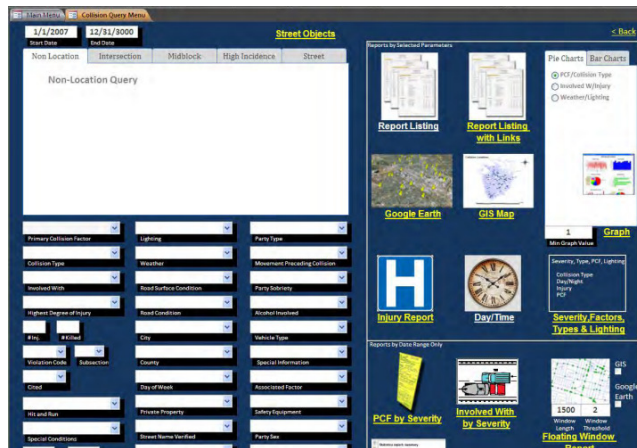 Main Menu
Collision Query Menu
1/1/2007
12/31/3000
Start Date
End Date
Street Objects
< Back
Non Location
Intersection
Midblock
High Incidence
Street
Non-Location Query
Primary Collision Factor
Lighting
Party Type
Collision Type
Weather
Movement Preceding Collision
Involved With
Road Surface Condition
Party Sobriety
Highest Degree of Injury
Road Condition
Alcohol Involved
# Inj.
# Killed
City
Vehicle Type
Violation Code
Subsection
County
Special Information
Cited
Day of Week
Associated Factor
Hit and Run
Private Property
Safety Equipment
Special Conditions
Street Name Verified
Party Sex
Reports by Selected Parameters
Report Listing
Report Listing
with Links
Pie Charts
Bar Charts
PCF/Collision Type
Involved W/Injury
Weather/Lighting
Google Earth
GIS Map
1
Min Graph Value
Graph
H
Injury Report
Day/Time
Severity, Type, PCF, Lighting
Collision Type
Day/Night
Injury
PCF
Severity,Factors,
Types & Lighting
Reports by Date Range Only
PCF by Severity
Involved With
by Severity
GIS
Google
Earth
1500
2
Window
Length
Window
Threshold
Floating Window
Report